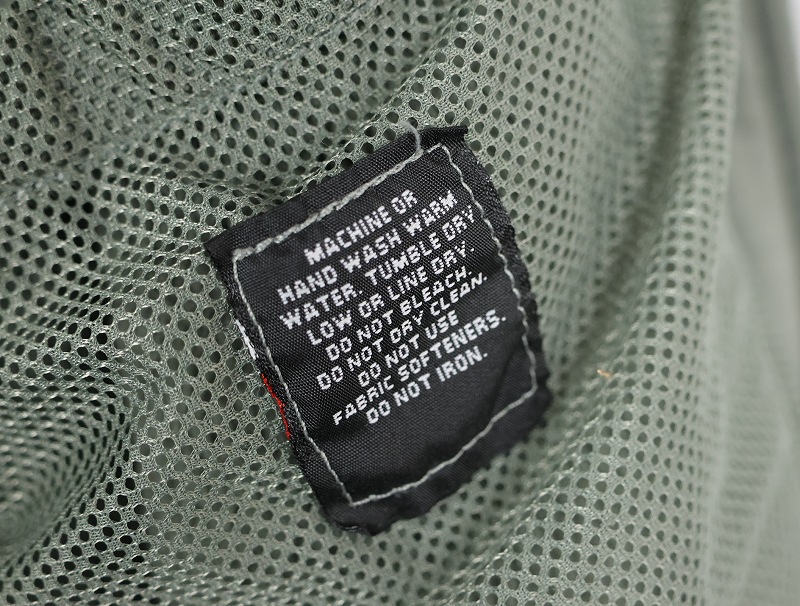 MACHINE OR
HAND WASH WARM
WATER. TUMBLE DRY
LOW OR LINE DRY.
DO NOT BLEACH.
DO NOT DRY CLEAN.
DO NOT USE
FABRIC SOFTENERS.
DO NOT IRON.